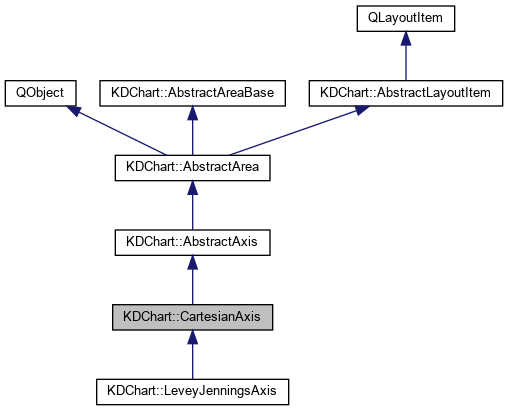 QLayoutItem
QObject
KDChart::AbstractAreaBase
KDChart::AbstractLayoutItem
KDChart::AbstractArea
KDChart::AbstractAxis
KDChart::CartesianAxis
KDChart::LeveyJenningsAxis